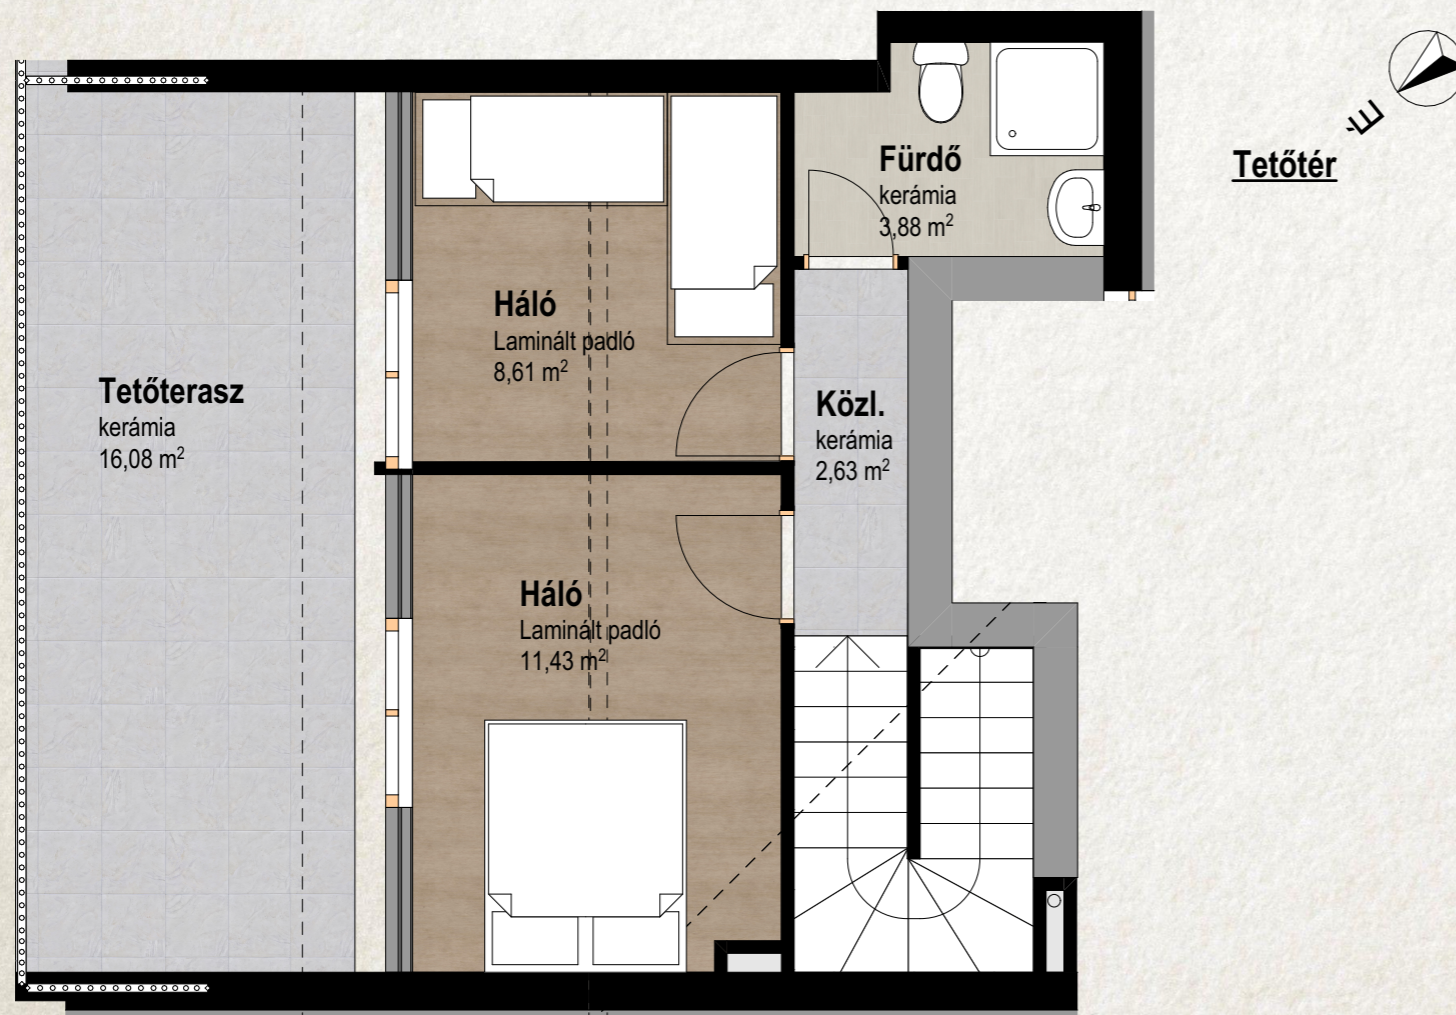 Fürdő
kerámia
3,88 m²
É
Tetőtér
Háló
Laminált padló
8,61 m²
Tetőterasz
kerámia
16,08 m²
Közl.
kerámia
2,63 m²
Háló
Laminált padló
11,43 m²